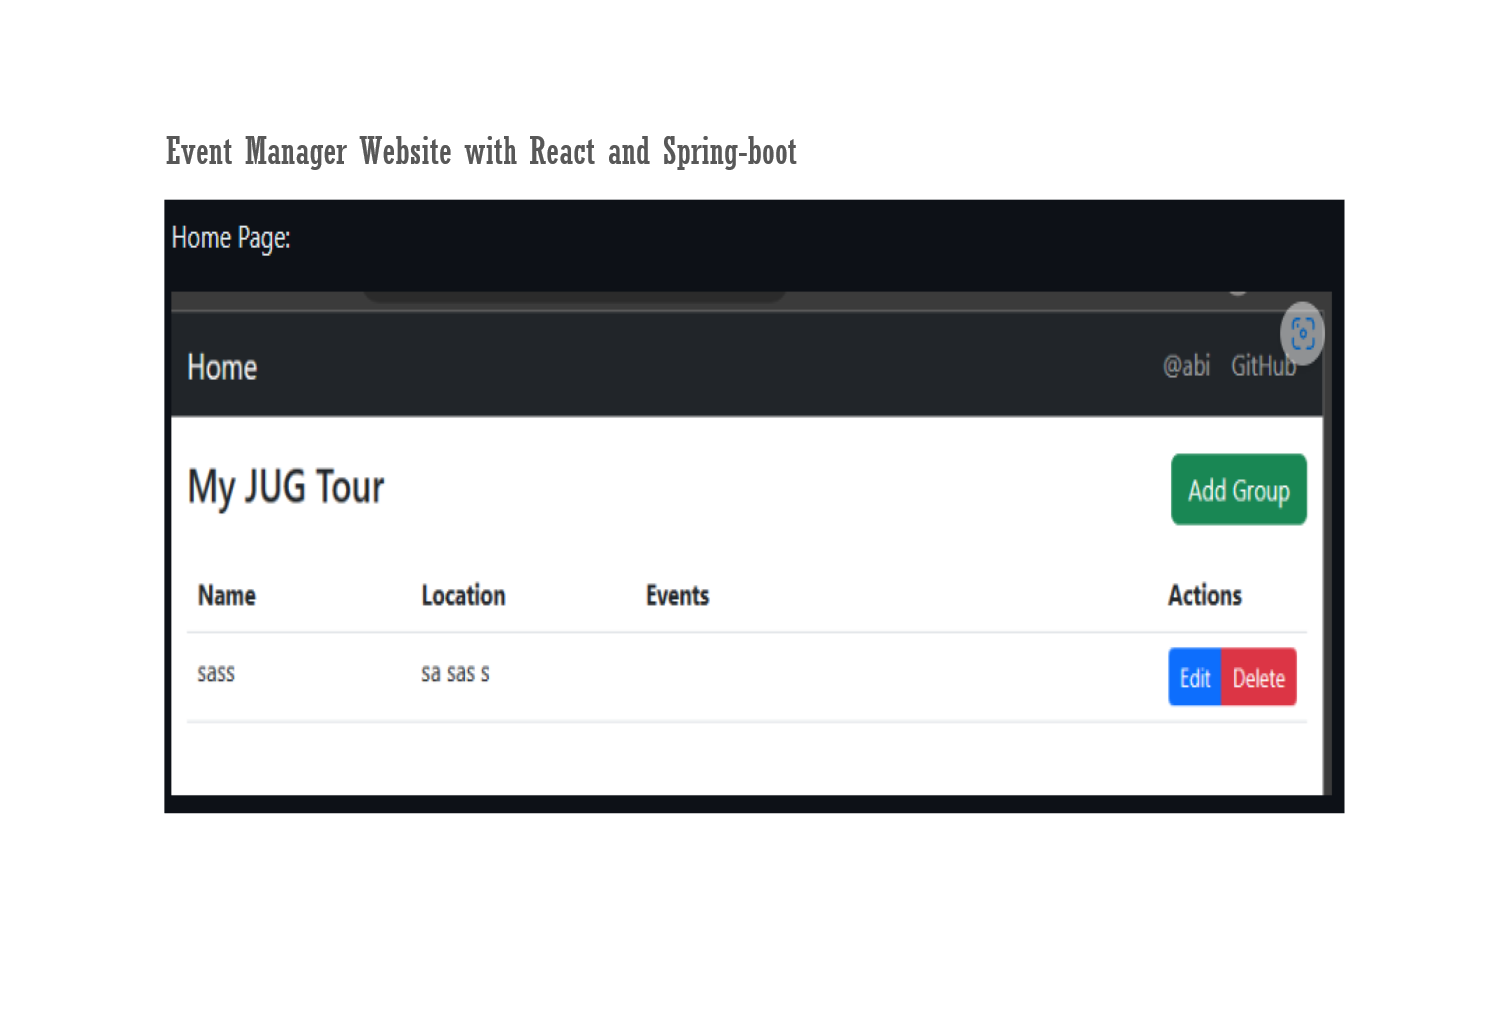 Event Manager Website with React and Spring-boot
Home Page:
Home @abi GitHub
My JUG Tour Add Group
Name Location Events Actions
sass sa sas s Edit Delete